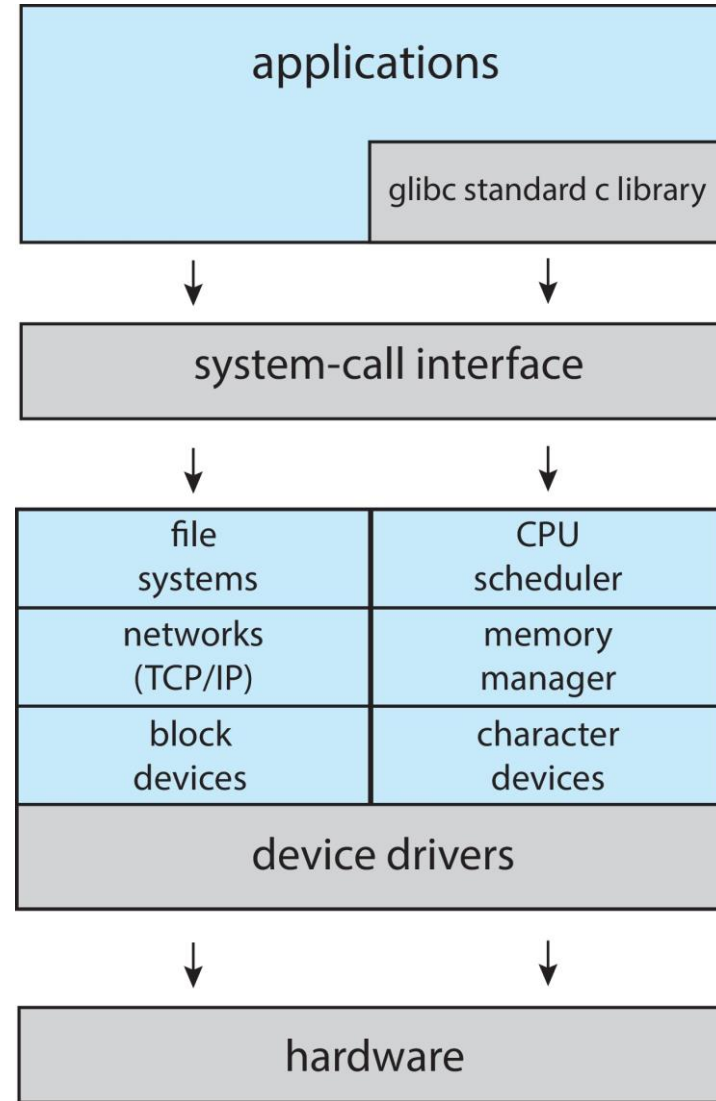 applications
glibc standard c library
system-call interface
file
systems
CPU
scheduler
networks
(TCP/IP)
memory
manager
block
devices
character
devices
device drivers
hardware